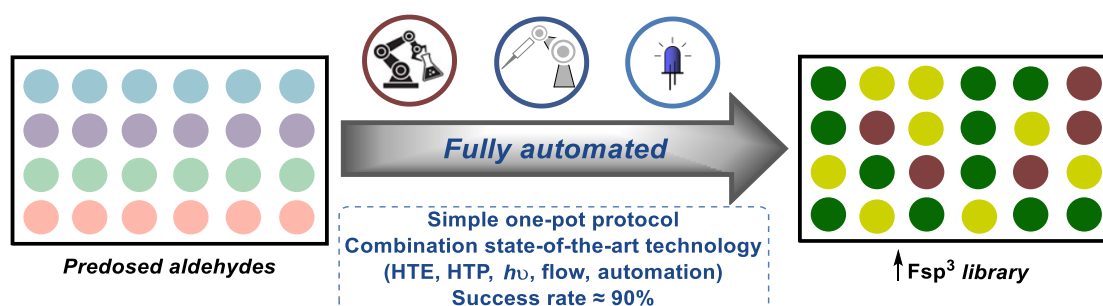 Fully automated
Simple one-pot protocol
Combination state-of-the-art technology
(HTE, HTP, hυ, flow, automation)
Success rate ≈ 90%
Predosed aldehydes
↑ Fsp³ library